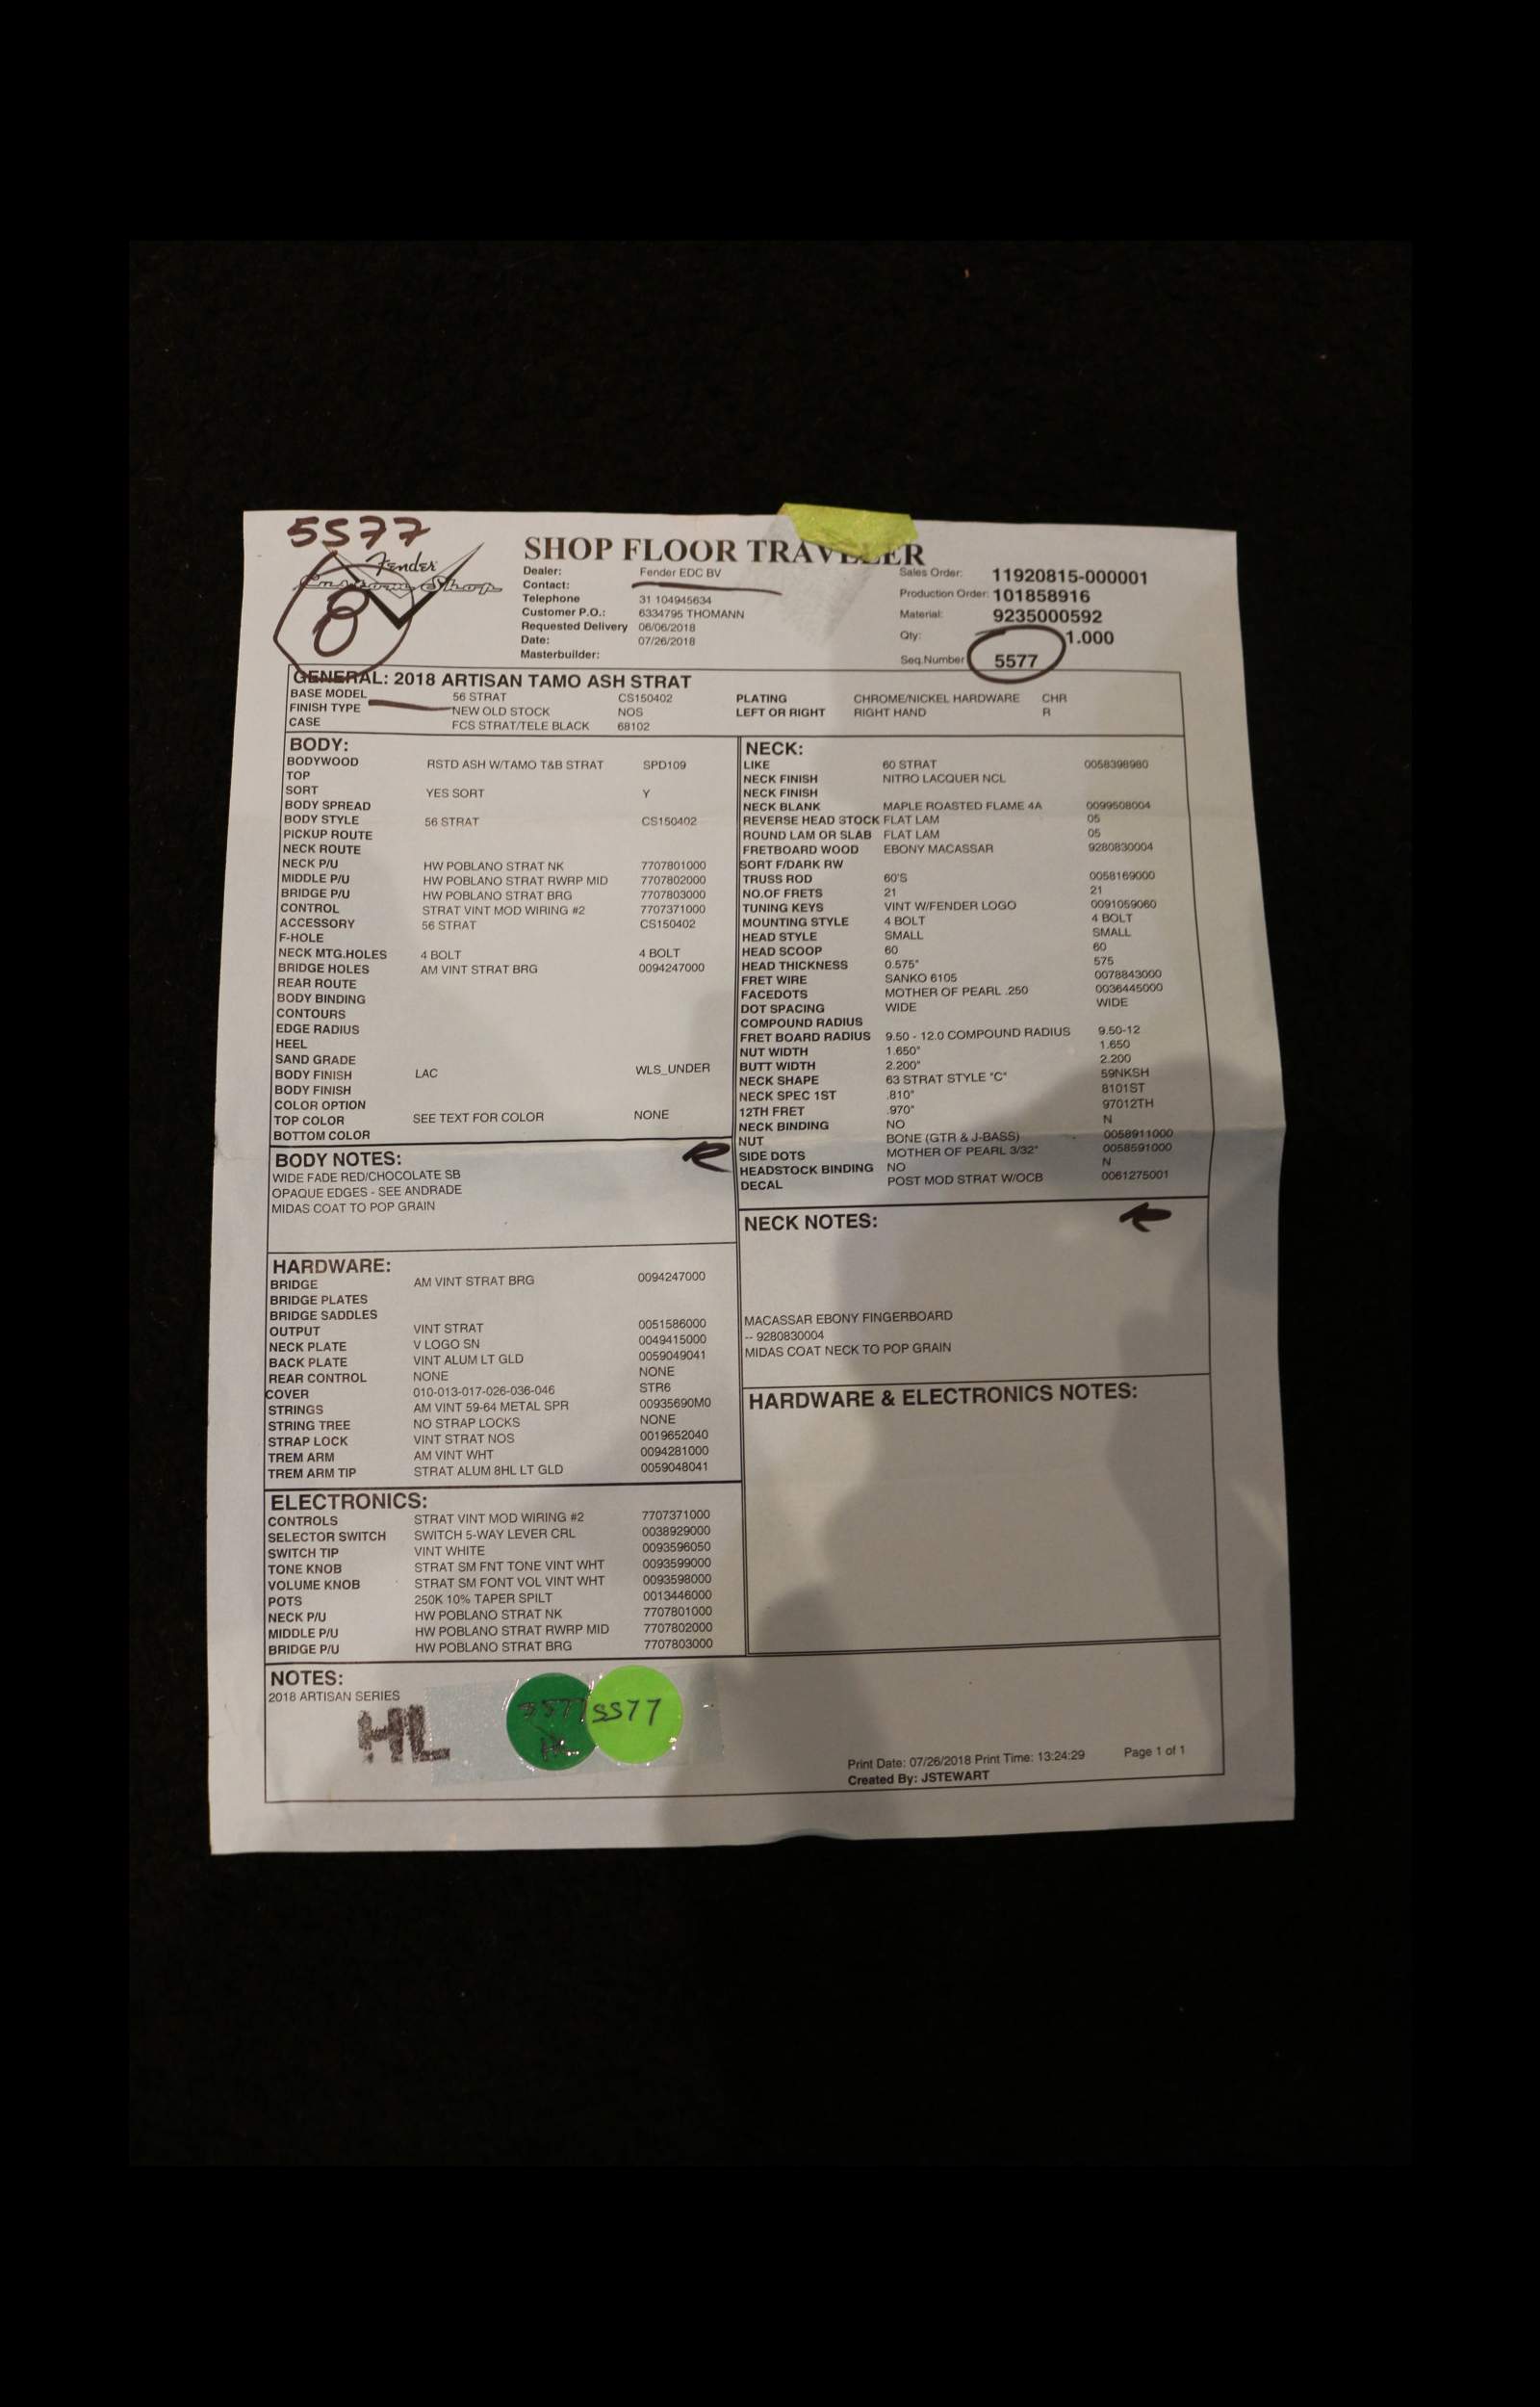 5577
Fender
Custom Shop
8
SHOP FLOOR TRAVELER
Dealer: Fender EDC BV
Contact:
Telephone 31 104945634
Customer P.O.: 6334795 THOMANN
Requested Delivery 06/06/2018
Date: 07/26/2018
Masterbuilder:
Sales Order: 11920815-000001
Production Order: 101858916
Material: 9235000592
Qty: 1.000
Seq.Number 5577
GENERAL: 2018 ARTISAN TAMO ASH STRAT
BASE MODEL 56 STRAT CS150402
FINISH TYPE NEW OLD STOCK NOS
CASE FCS STRAT/TELE BLACK 68102
PLATING CHROME/NICKEL HARDWARE CHR
LEFT OR RIGHT RIGHT HAND R
BODY:
BODYWOOD RSTD ASH W/TAMO T&B STRAT SPD109
TOP
SORT YES SORT Y
BODY SPREAD
BODY STYLE 56 STRAT CS150402
PICKUP ROUTE
NECK ROUTE
NECK P/U HW POBLANO STRAT NK 7707801000
MIDDLE P/U HW POBLANO STRAT RWRP MID 7707802000
BRIDGE P/U HW POBLANO STRAT BRG 7707803000
CONTROL STRAT VINT MOD WIRING #2 7707371000
ACCESSORY 56 STRAT CS150402
F-HOLE
NECK MTG.HOLES 4 BOLT 4 BOLT
BRIDGE HOLES AM VINT STRAT BRG 0094247000
REAR ROUTE
BODY BINDING
CONTOURS
EDGE RADIUS
HEEL
SAND GRADE
BODY FINISH LAC WLS_UNDER
BODY FINISH
COLOR OPTION
TOP COLOR SEE TEXT FOR COLOR NONE
BOTTOM COLOR
BODY NOTES:
WIDE FADE RED/CHOCOLATE SB
OPAQUE EDGES - SEE ANDRADE
MIDAS COAT TO POP GRAIN
NECK:
LIKE 60 STRAT 0058398980
NECK FINISH NITRO LACQUER NCL
NECK FINISH
NECK BLANK MAPLE ROASTED FLAME 4A 0099508004
REVERSE HEAD STOCK FLAT LAM 05
ROUND LAM OR SLAB FLAT LAM 05
FRETBOARD WOOD EBONY MACASSAR 9280830004
SORT F/DARK RW
TRUSS ROD 60'S 0058169000
NO.OF FRETS 21 21
TUNING KEYS VINT W/FENDER LOGO 0091059060
MOUNTING STYLE 4 BOLT 4 BOLT
HEAD STYLE SMALL SMALL
HEAD SCOOP 60 60
HEAD THICKNESS 0.575" 575
FRET WIRE SANKO 6105 0078843000
FACEDOTS MOTHER OF PEARL .250 0036445000
DOT SPACING WIDE WIDE
COMPOUND RADIUS
FRET BOARD RADIUS 9.50 - 12.0 COMPOUND RADIUS 9.50-12
NUT WIDTH 1.650" 1.650
BUTT WIDTH 2.200" 2.200
NECK SHAPE 63 STRAT STYLE "C" 59NKSH
NECK SPEC 1ST .810" 8101ST
12TH FRET .970" 97012TH
NECK BINDING NO N
NUT BONE (GTR & J-BASS) 0058911000
SIDE DOTS MOTHER OF PEARL 3/32" 0058591000
HEADSTOCK BINDING NO N
DECAL POST MOD STRAT W/OCB 0061275001
NECK NOTES:
MACASSAR EBONY FINGERBOARD
-- 9280830004
MIDAS COAT NECK TO POP GRAIN
HARDWARE:
BRIDGE AM VINT STRAT BRG 0094247000
BRIDGE PLATES
BRIDGE SADDLES
OUTPUT VINT STRAT 0051586000
NECK PLATE V LOGO SN 0049415000
BACK PLATE VINT ALUM LT GLD 0059049041
REAR CONTROL NONE NONE
COVER 010-013-017-026-036-046 STR6
STRINGS AM VINT 59-64 METAL SPR 00935690M0
STRING TREE NO STRAP LOCKS NONE
STRAP LOCK VINT STRAT NOS 0019652040
TREM ARM AM VINT WHT 0094281000
TREM ARM TIP STRAT ALUM 8HL LT GLD 0059048041
HARDWARE & ELECTRONICS NOTES:
ELECTRONICS:
CONTROLS STRAT VINT MOD WIRING #2 7707371000
SELECTOR SWITCH SWITCH 5-WAY LEVER CRL 0038929000
SWITCH TIP VINT WHITE 0093596050
TONE KNOB STRAT SM FNT TONE VINT WHT 0093599000
VOLUME KNOB STRAT SM FONT VOL VINT WHT 0093598000
POTS 250K 10% TAPER SPILT 0013446000
NECK P/U HW POBLANO STRAT NK 7707801000
MIDDLE P/U HW POBLANO STRAT RWRP MID 7707802000
BRIDGE P/U HW POBLANO STRAT BRG 7707803000
NOTES:
2018 ARTISAN SERIES
HL
5577
HL
5577
Print Date: 07/26/2018 Print Time: 13:24:29 Page 1 of 1
Created By: JSTEWART